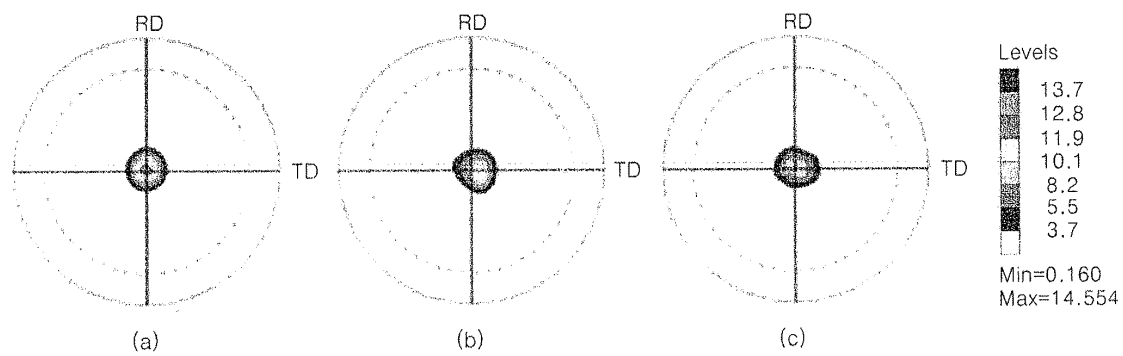 RD
TD
(a)
RD
TD
(b)
RD
TD
(c)
Levels
13.7
12.8
11.9
10.1
8.2
5.5
3.7
Min=0.160
Max=14.554